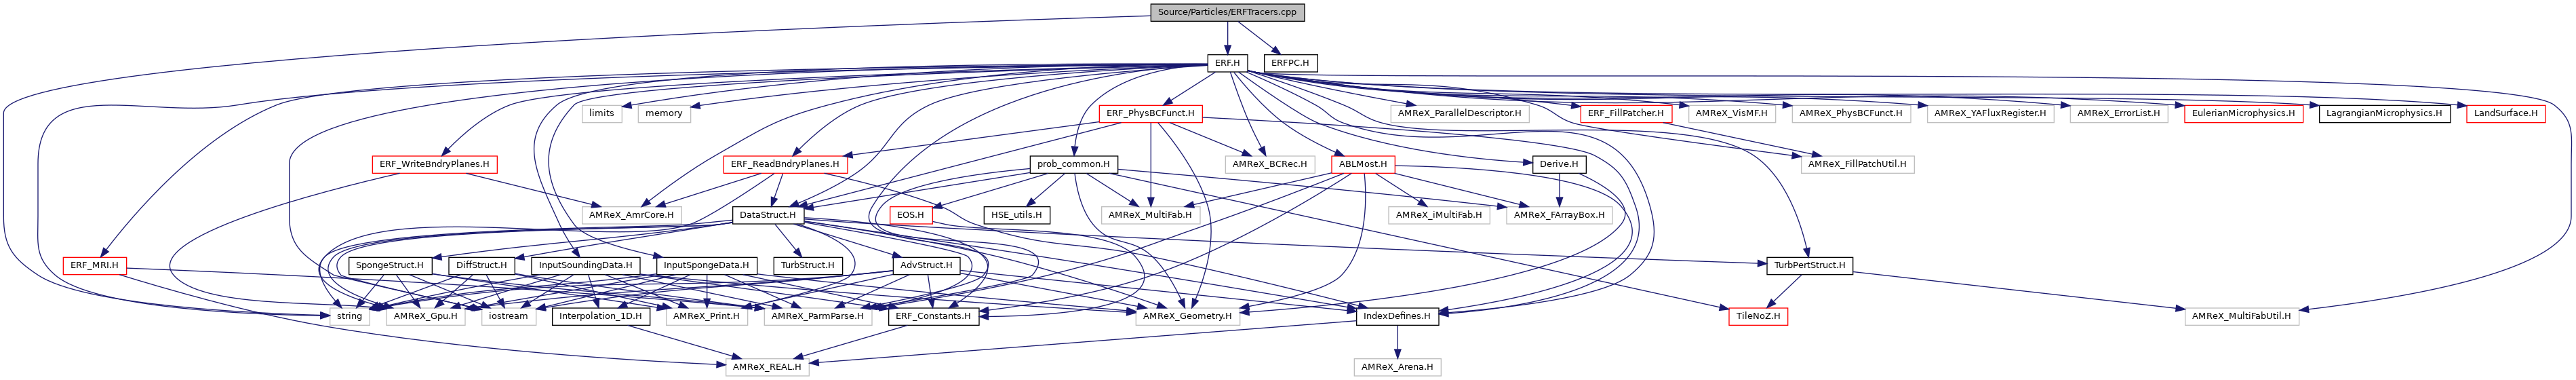 Source/Particles/ERFTracers.cpp
ERF.H
ERFPC.H
limits
memory
ERF_PhysBCFunct.H
AMReX_ParallelDescriptor.H
ERF_FillPatcher.H
AMReX_VisMF.H
AMReX_PhysBCFunct.H
AMReX_YAFluxRegister.H
AMReX_ErrorList.H
EulerianMicrophysics.H
LagrangianMicrophysics.H
LandSurface.H
ERF_WriteBndryPlanes.H
ERF_ReadBndryPlanes.H
prob_common.H
AMReX_BCRec.H
ABLMost.H
Derive.H
AMReX_FillPatchUtil.H
AMReX_AmrCore.H
DataStruct.H
EOS.H
HSE_utils.H
AMReX_MultiFab.H
AMReX_iMultiFab.H
AMReX_FArrayBox.H
ERF_MRI.H
SpongeStruct.H
DiffStruct.H
InputSoundingData.H
InputSpongeData.H
TurbStruct.H
AdvStruct.H
TurbPertStruct.H
string
AMReX_Gpu.H
iostream
Interpolation_1D.H
AMReX_Print.H
AMReX_ParmParse.H
ERF_Constants.H
AMReX_Geometry.H
IndexDefines.H
TileNoZ.H
AMReX_MultiFabUtil.H
AMReX_REAL.H
AMReX_Arena.H